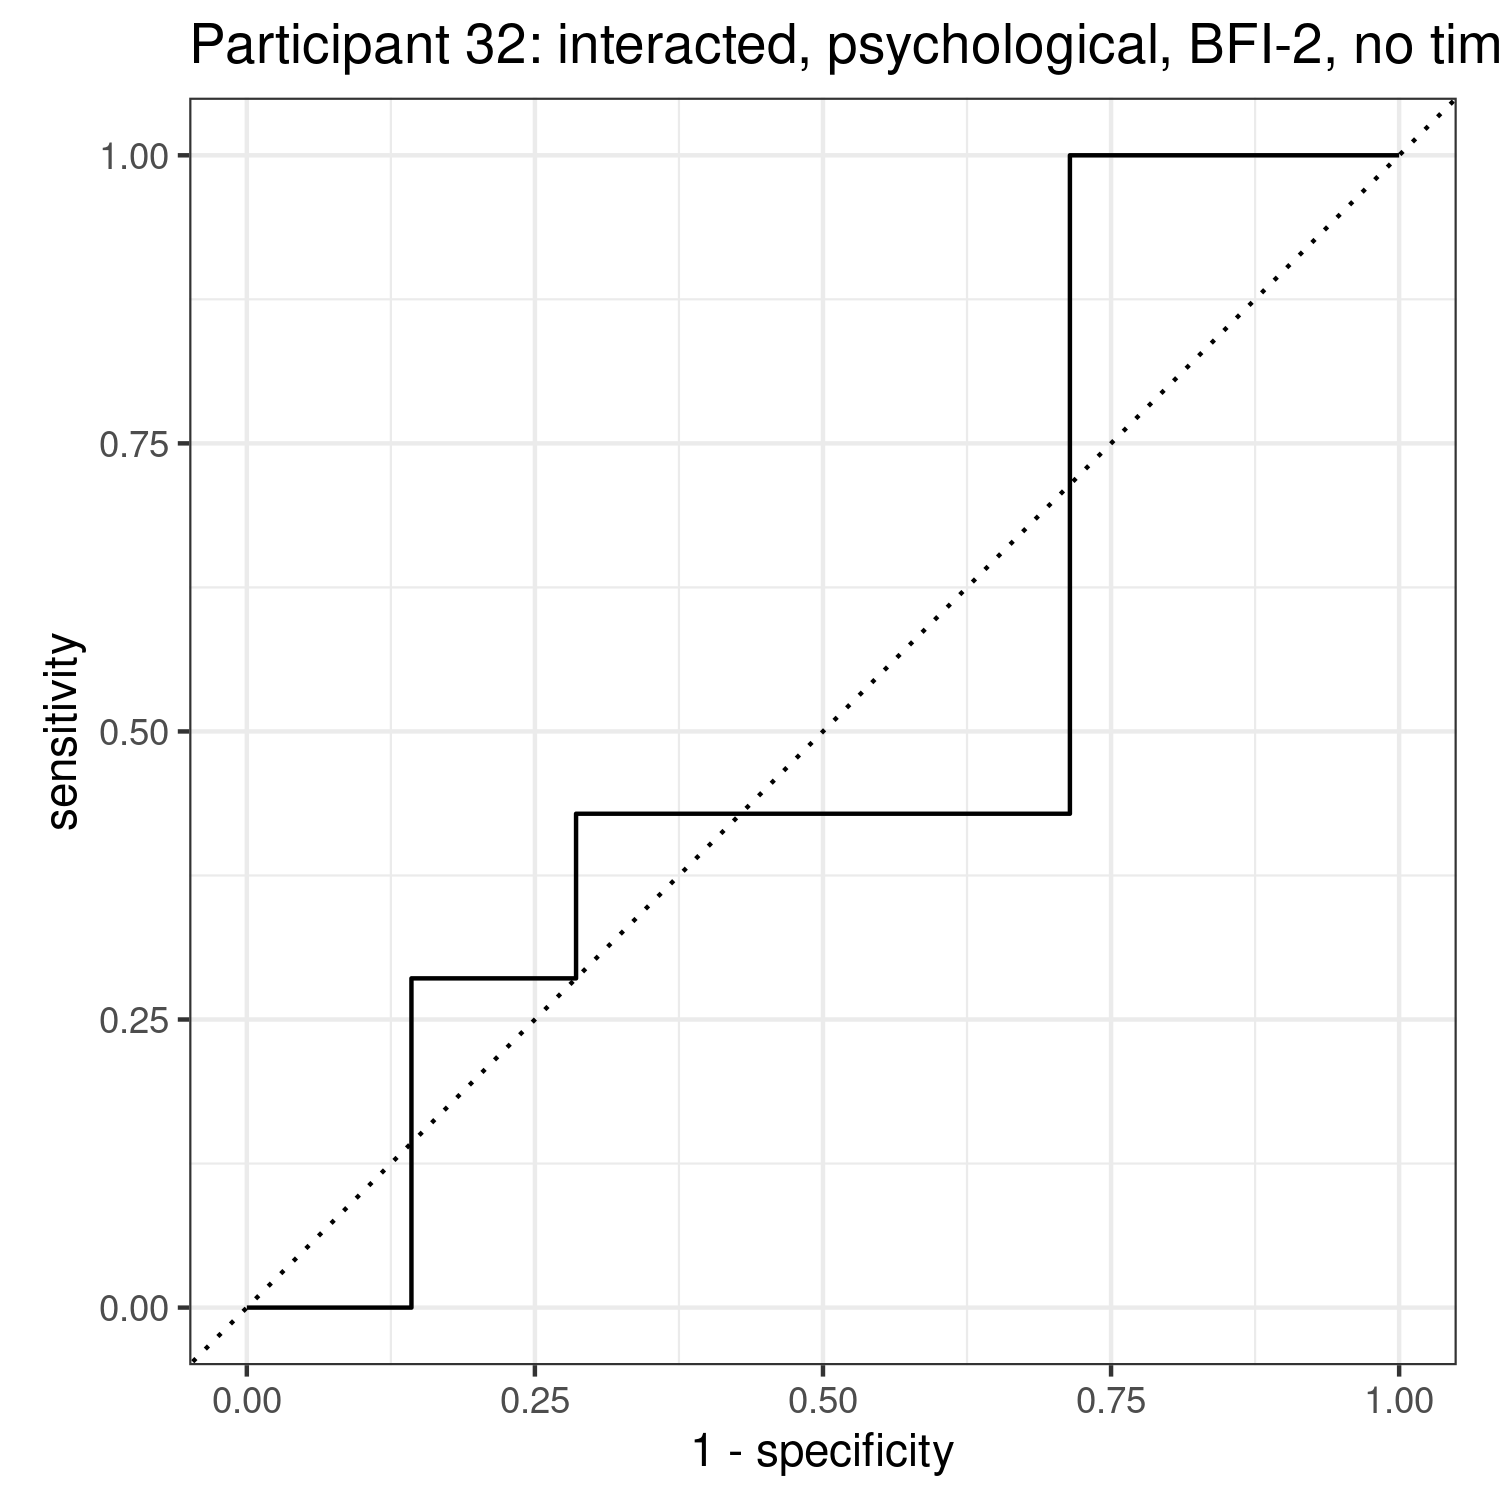 Participant 32: interacted, psychological, BFI-2, no tim
1.00
0.75
0.50
0.25
0.00
sensitivity
0.00 0.25 0.50 0.75 1.00
1 - specificity